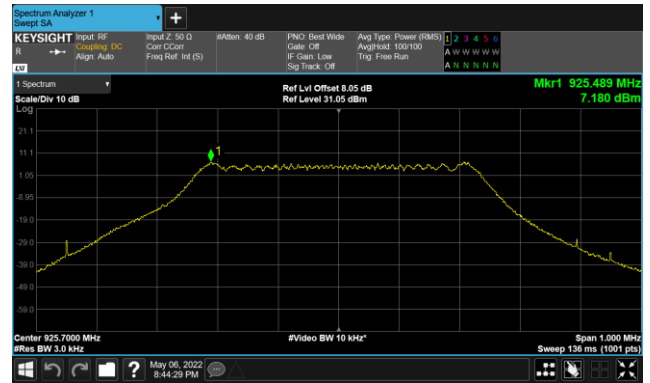 Spectrum Analyzer 1
Swept SA
KEYSIGHT Input: RF Input Z: 50 Ω #Atten: 40 dB PNO: Best Wide Avg Type: Power (RMS) 1 2 3 4 5 6
R Coupling: DC Corr CCorr Gate: Off Avg|Hold: 100/100 A W W W W W
Align: Auto Freq Ref: Int (S) IF Gain: Low Trig: Free Run
Sig Track: Off A N N N N N
LXI
1 Spectrum Ref Lvl Offset 8.05 dB Mkr1 925.489 MHz
Scale/Div 10 dB Ref Level 31.05 dBm 7.180 dBm
Log
21.1
11.1
1
1.05
-8.95
-19.0
-29.0
-39.0
-49.0
-59.0
Center 925.7000 MHz #Video BW 10 kHz* Span 1.000 MHz
#Res BW 3.0 kHz Sweep 136 ms (1001 pts)
? May 06, 2022
8:44:29 PM